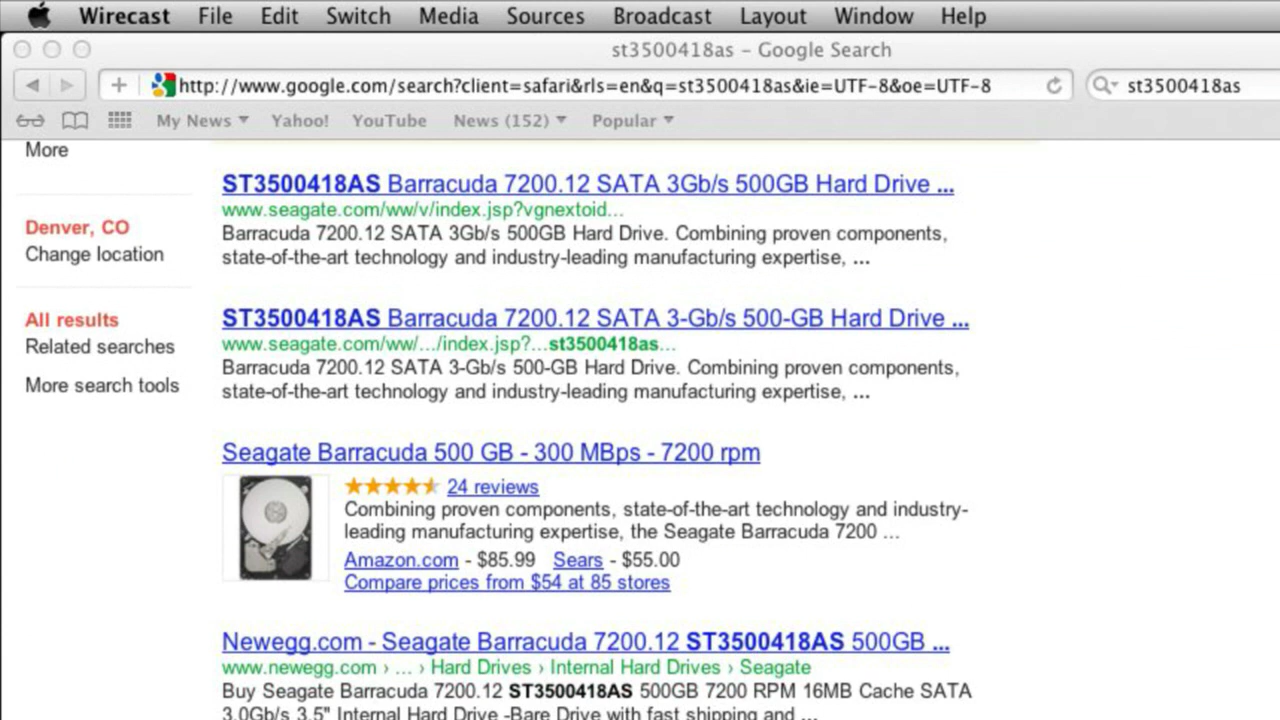 Wirecast File Edit Switch Media Sources Broadcast Layout Window Help
st3500418as – Google Search
http://www.google.com/search?client=safari&rls=en&q=st3500418as&ie=UTF-8&oe=UTF-8 st3500418as
My News Yahoo! YouTube News (152) Popular
More
Denver, CO
Change location
All results
Related searches
More search tools
ST3500418AS Barracuda 7200.12 SATA 3Gb/s 500GB Hard Drive ...
www.seagate.com/ww/v/index.jsp?vgnextoid...
Barracuda 7200.12 SATA 3Gb/s 500GB Hard Drive. Combining proven components,
state-of-the-art technology and industry-leading manufacturing expertise, ...
ST3500418AS Barracuda 7200.12 SATA 3-Gb/s 500-GB Hard Drive ...
www.seagate.com/ww/.../index.jsp?...st3500418as...
Barracuda 7200.12 SATA 3-Gb/s 500-GB Hard Drive. Combining proven components,
state-of-the-art technology and industry-leading manufacturing expertise, ...
Seagate Barracuda 500 GB - 300 MBps - 7200 rpm
24 reviews
Combining proven components, state-of-the-art technology and industry-
leading manufacturing expertise, the Seagate Barracuda 7200 ...
Amazon.com - $85.99 Sears - $55.00
Compare prices from $54 at 85 stores
Newegg.com - Seagate Barracuda 7200.12 ST3500418AS 500GB ...
www.newegg.com › ... › Hard Drives › Internal Hard Drives › Seagate
Buy Seagate Barracuda 7200.12 ST3500418AS 500GB 7200 RPM 16MB Cache SATA
3.0Gb/s 3.5" Internal Hard Drive -Bare Drive with fast shipping and ...